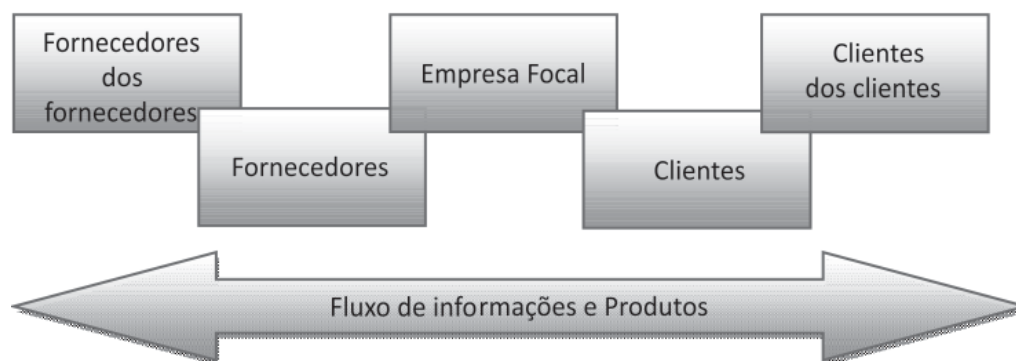 Fornecedores
dos
fornecedores
Fornecedores
Empresa Focal
Clientes
Clientes
dos clientes
Fluxo de informações e Produtos